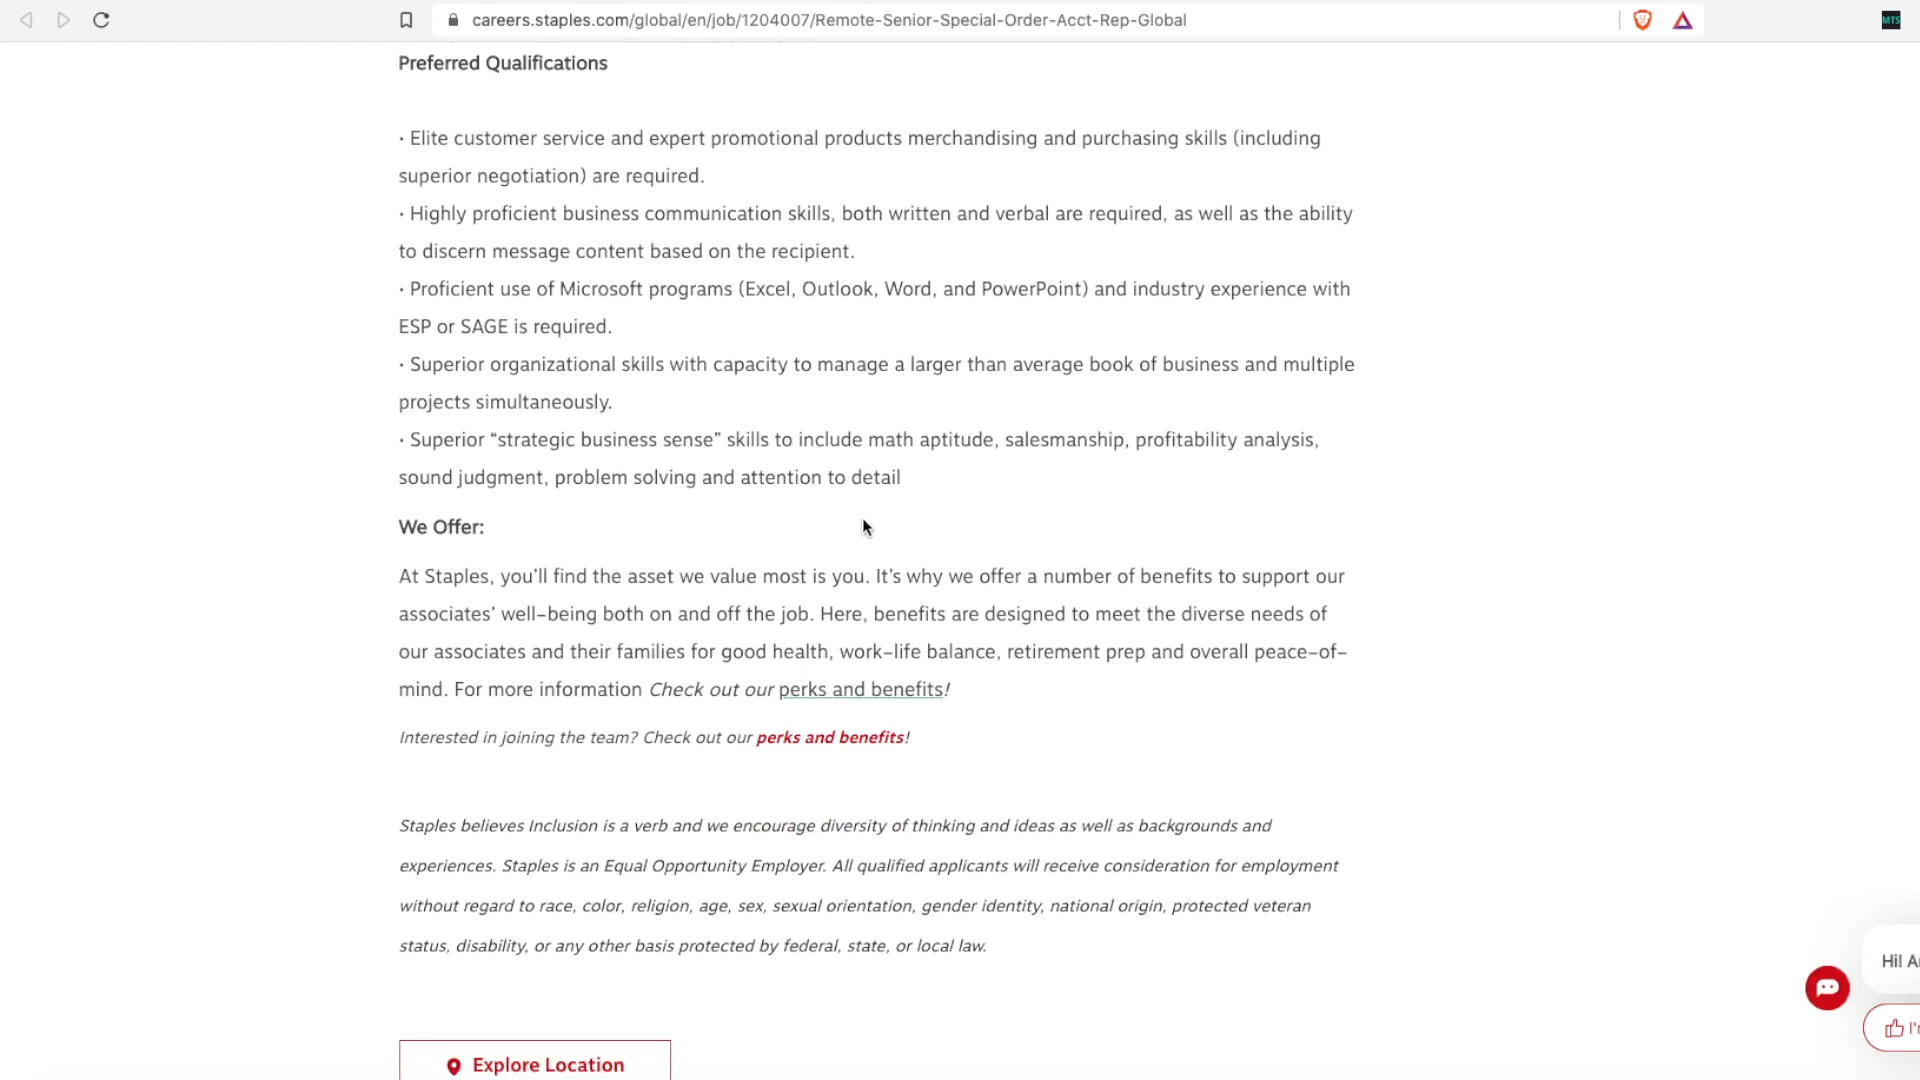 careers.staples.com/global/en/job/1204007/Remote-Senior-Special-Order-Acct-Rep-Global
MTS
Preferred Qualifications
· Elite customer service and expert promotional products merchandising and purchasing skills (including
superior negotiation) are required.
· Highly proficient business communication skills, both written and verbal are required, as well as the ability
to discern message content based on the recipient.
· Proficient use of Microsoft programs (Excel, Outlook, Word, and PowerPoint) and industry experience with
ESP or SAGE is required.
· Superior organizational skills with capacity to manage a larger than average book of business and multiple
projects simultaneously.
· Superior “strategic business sense” skills to include math aptitude, salesmanship, profitability analysis,
sound judgment, problem solving and attention to detail
We Offer:
At Staples, you’ll find the asset we value most is you. It’s why we offer a number of benefits to support our
associates’ well–being both on and off the job. Here, benefits are designed to meet the diverse needs of
our associates and their families for good health, work–life balance, retirement prep and overall peace–of–
mind. For more information Check out our perks and benefits!
Interested in joining the team? Check out our perks and benefits!
Staples believes Inclusion is a verb and we encourage diversity of thinking and ideas as well as backgrounds and
experiences. Staples is an Equal Opportunity Employer. All qualified applicants will receive consideration for employment
without regard to race, color, religion, age, sex, sexual orientation, gender identity, national origin, protected veteran
status, disability, or any other basis protected by federal, state, or local law.
Hi!
Explore Location